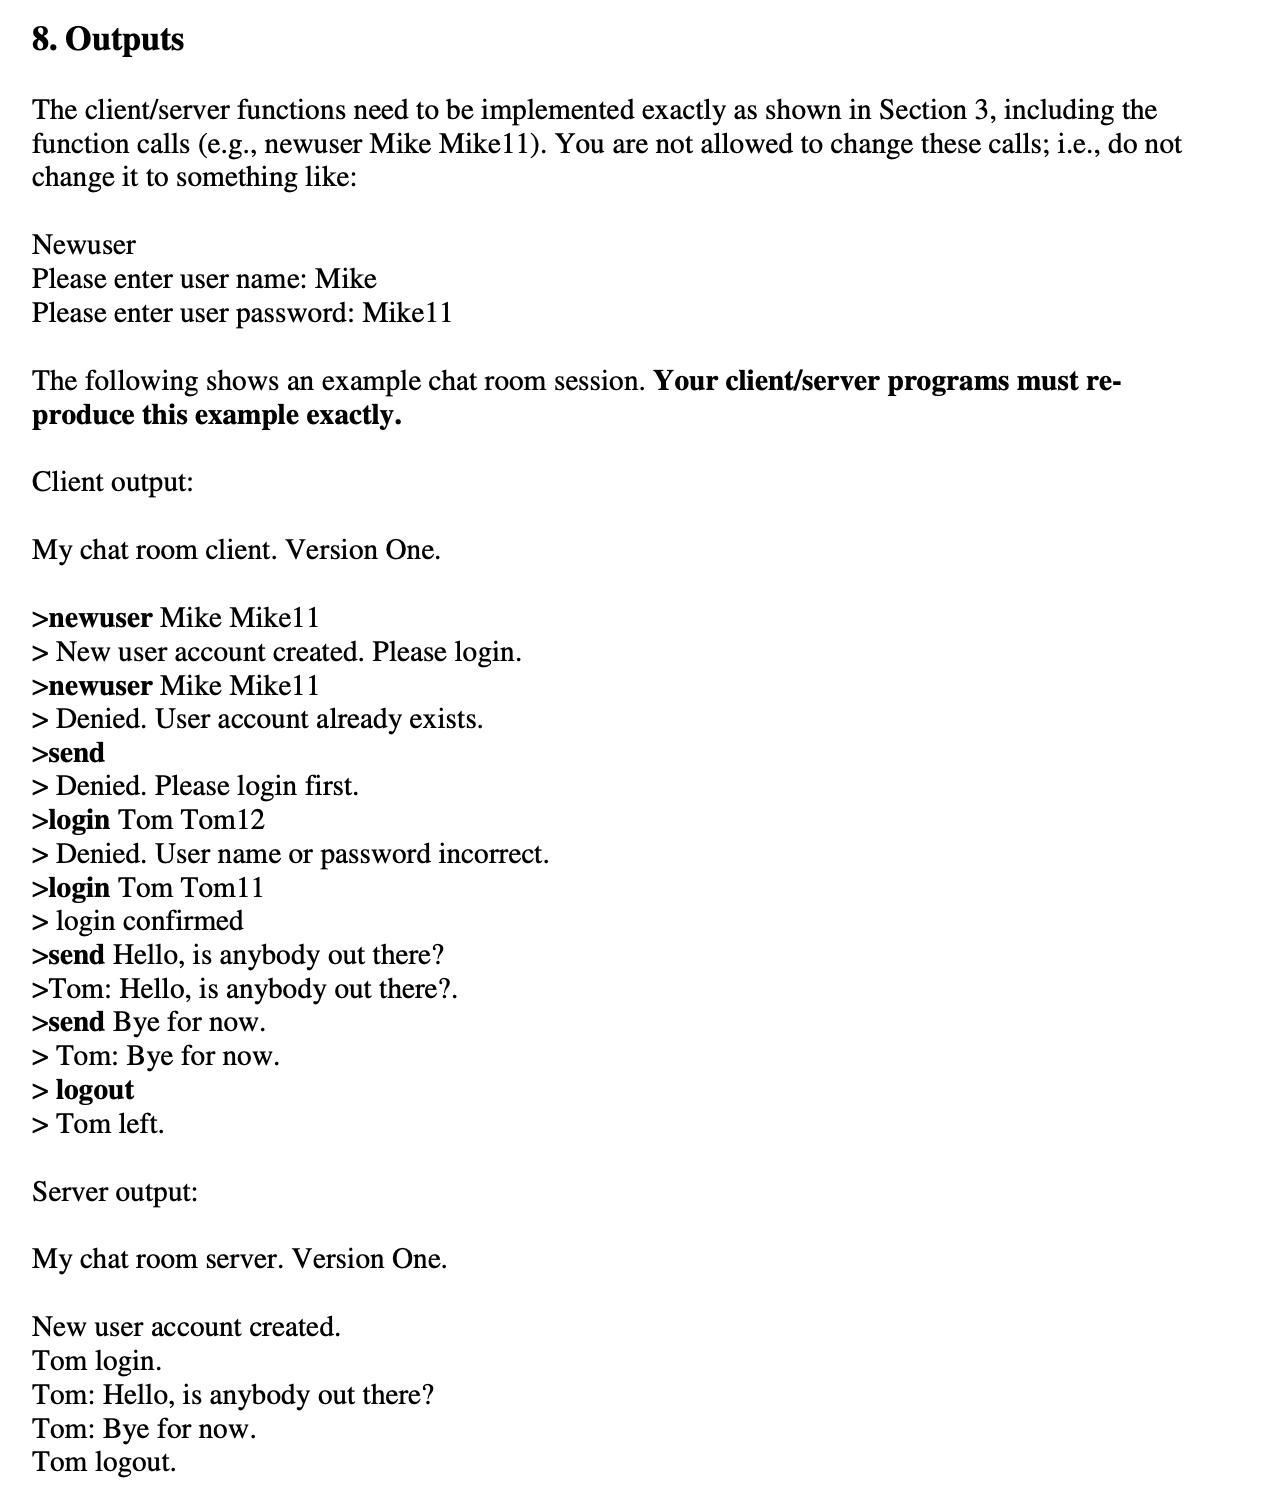 8. Outputs
The client/server functions need to be implemented exactly as shown in Section 3, including the
function calls (e.g., newuser Mike Mike11). You are not allowed to change these calls; i.e., do not
change it to something like:
Newuser
Please enter user name: Mike
Please enter user password: Mike11
The following shows an example chat room session. Your client/server programs must re-
produce this example exactly.
Client output:
My chat room client. Version One.
>newuser Mike Mike11
> New user account created. Please login.
>newuser Mike Mike11
> Denied. User account already exists.
>send
> Denied. Please login first.
>login Tom Tom12
> Denied. User name or password incorrect.
>login Tom Tom11
> login confirmed
>send Hello, is anybody out there?
>Tom: Hello, is anybody out there?.
>send Bye for now.
> Tom: Bye for now.
> logout
> Tom left.
Server output:
My chat room server. Version One.
New user account created.
Tom login.
Tom: Hello, is anybody out there?
Tom: Bye for now.
Tom logout.